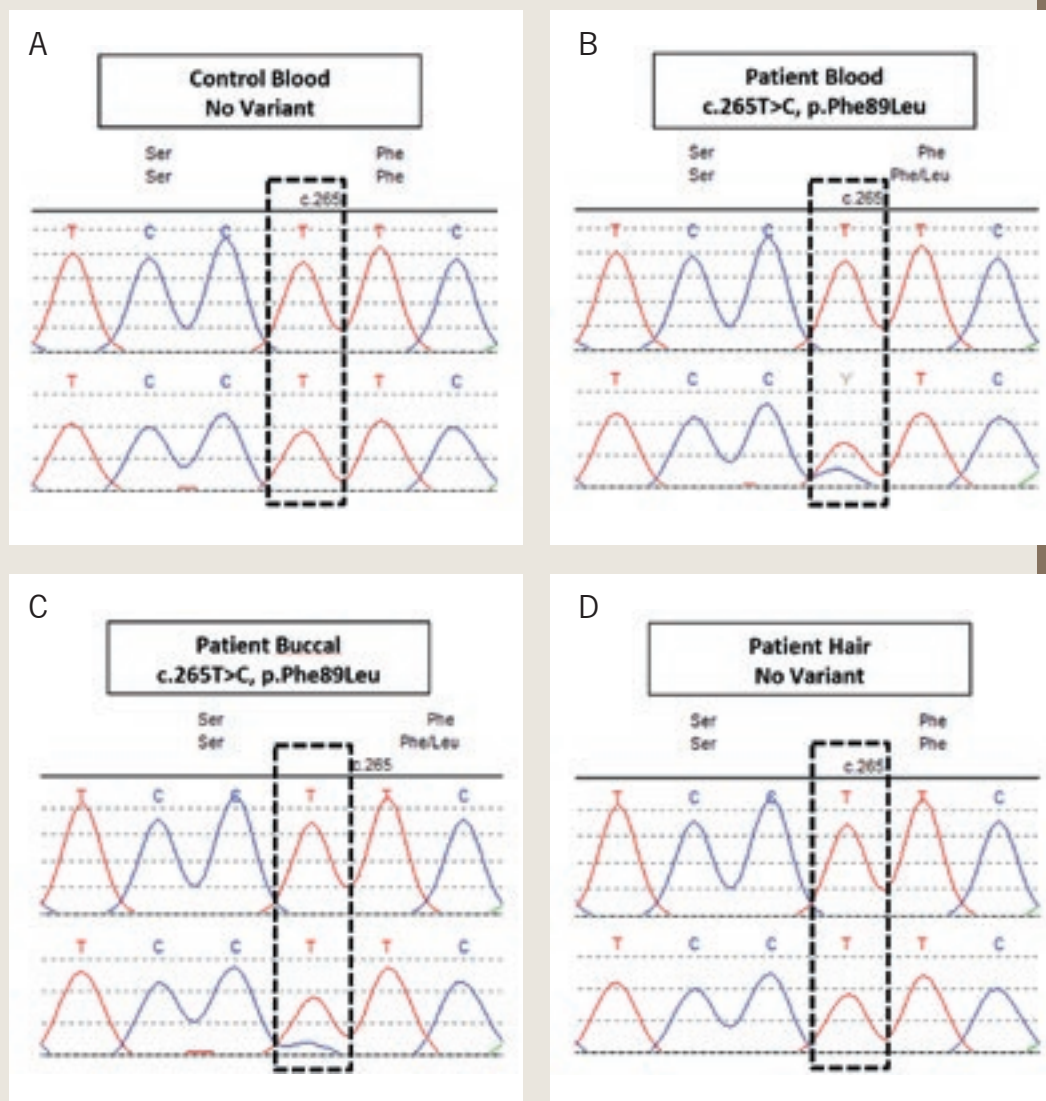 A
Control Blood
No Variant
Ser Phe
Ser Phe
c.265
T C C T T C
T C C T T C
B
Patient Blood
c.265T>C, p.Phe89Leu
Ser Phe
Ser Phe/Leu
c.265
T C C T T C
T C C Y T C
C
Patient Buccal
c.265T>C, p.Phe89Leu
Ser Phe
Ser Phe/Leu
c.265
T C C T T C
T C C T T C
D
Patient Hair
No Variant
Ser Phe
Ser Phe
c.265
T C C T T C
T C C T T C